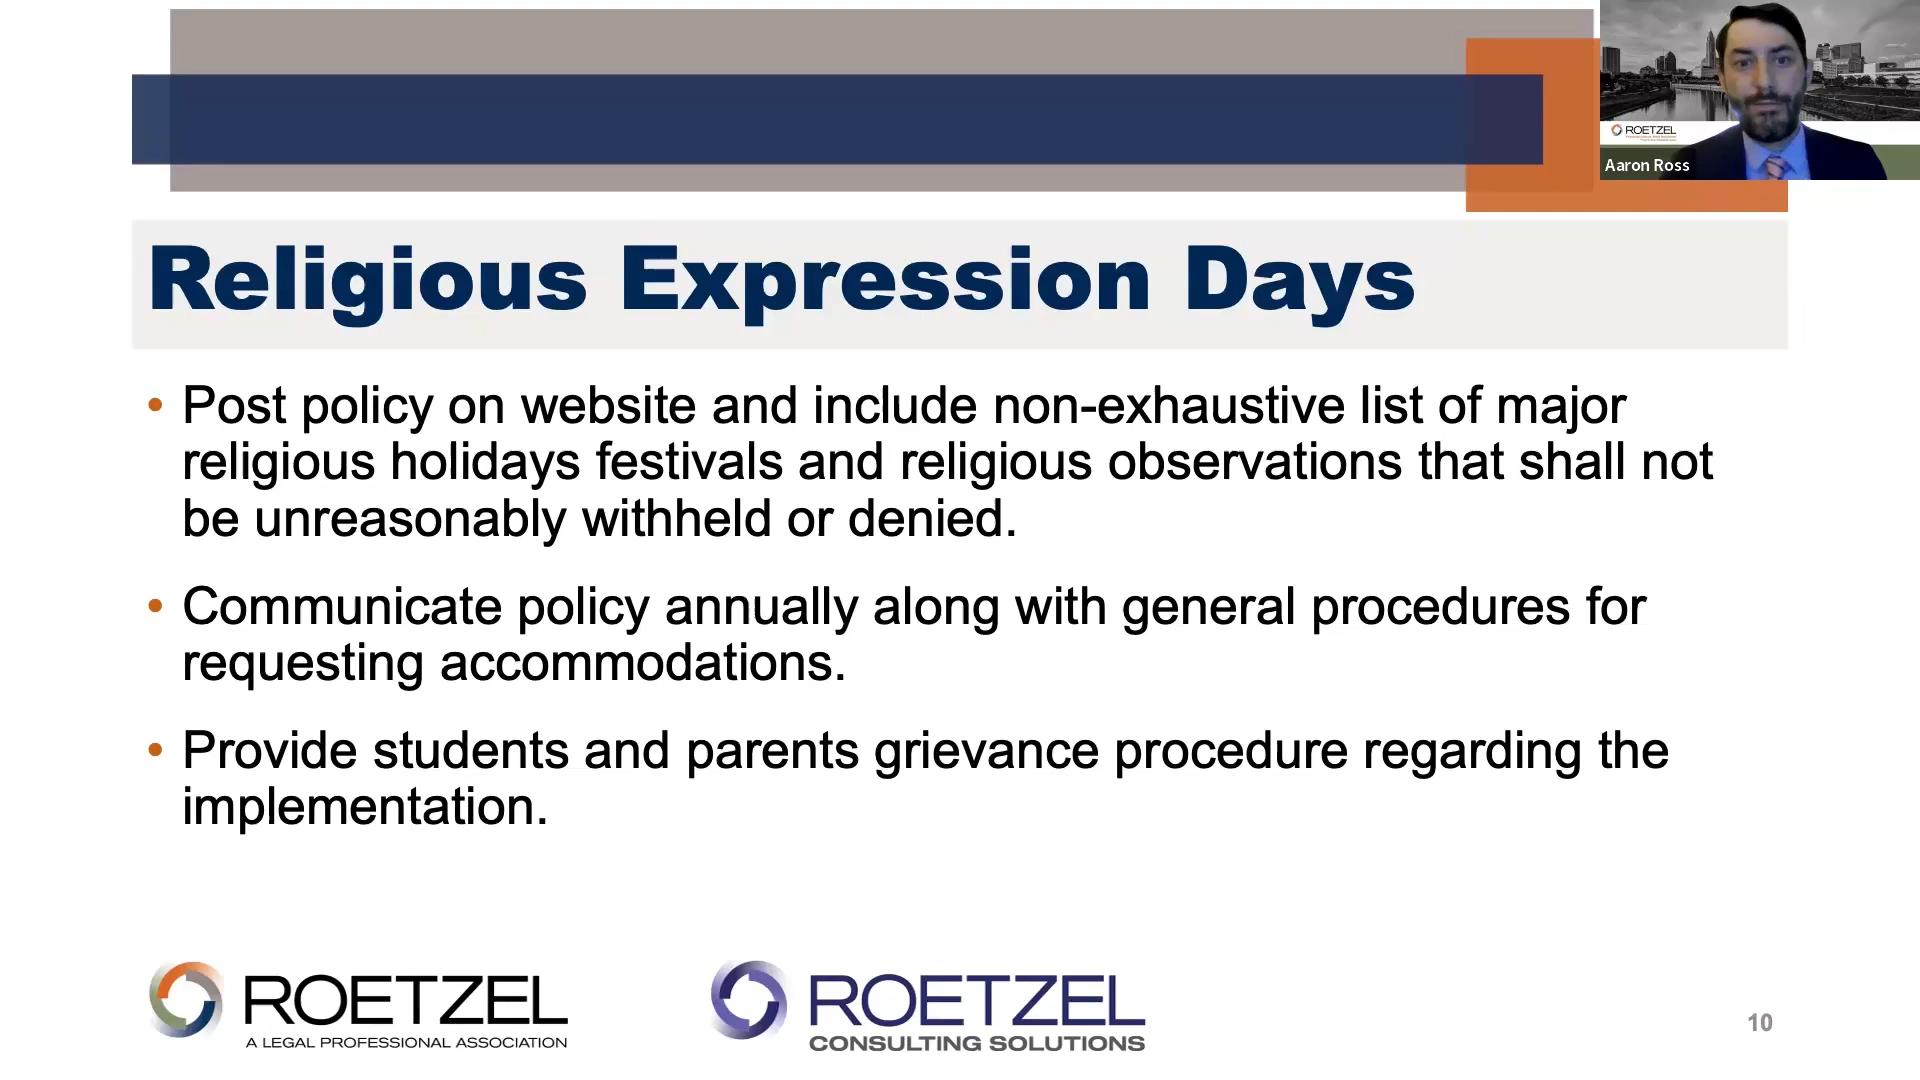 ROETZEL
Aaron Ross
Religious Expression Days
• Post policy on website and include non-exhaustive list of major
religious holidays festivals and religious observations that shall not
be unreasonably withheld or denied.
• Communicate policy annually along with general procedures for
requesting accommodations.
• Provide students and parents grievance procedure regarding the
implementation.
ROETZEL
A LEGAL PROFESSIONAL ASSOCIATION
ROETZEL
CONSULTING SOLUTIONS
10